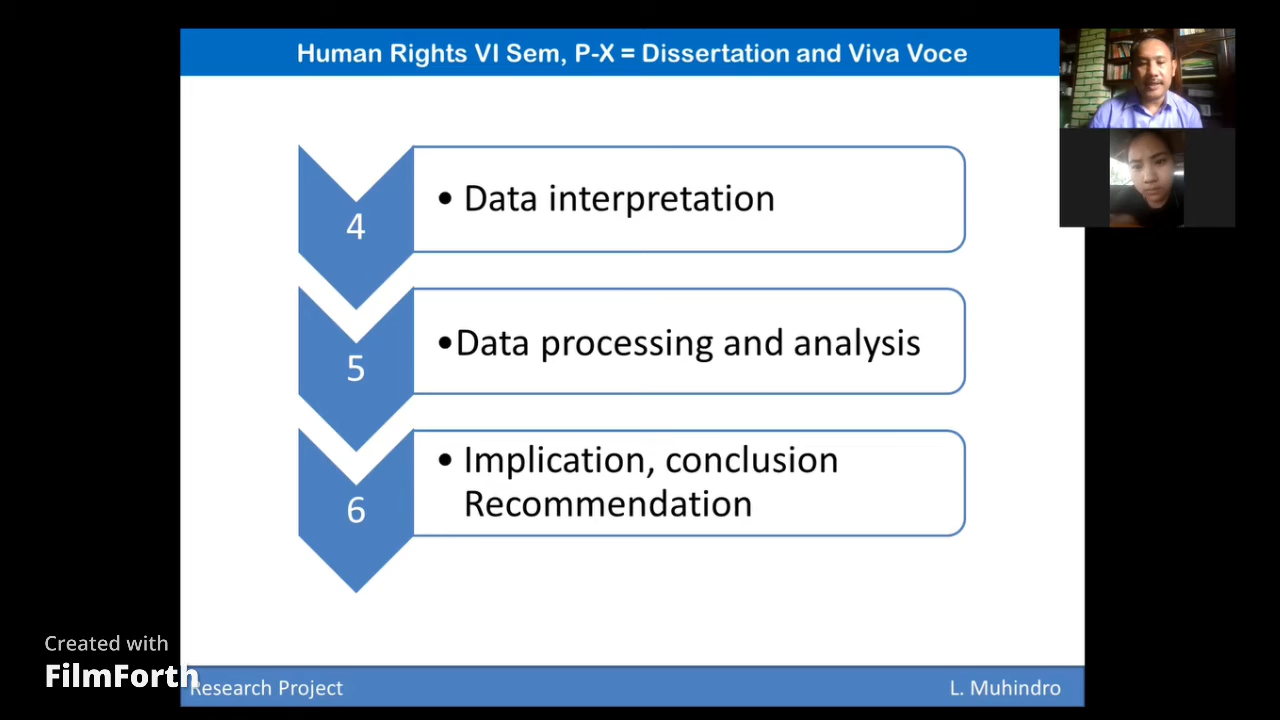 Human Rights VI Sem, P-X = Dissertation and Viva Voce
4
• Data interpretation
5
•Data processing and analysis
6
• Implication, conclusion
Recommendation
Created with
FilmForth
Research Project
L. Muhindro